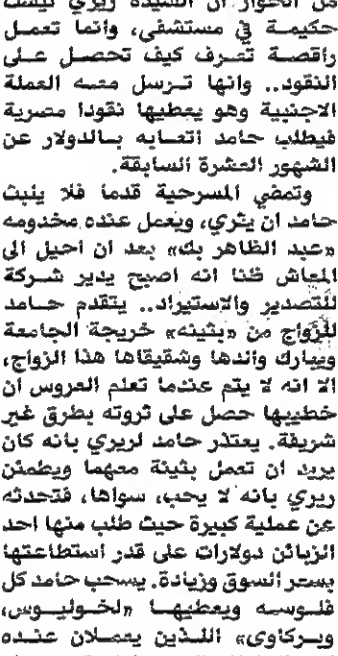 من الحوار ان السيدة زيزي ليست
حكيمة في مستشفى، وانما تعمل
راقصة تعرف كيف تحصل على
النقود.. وانها ترسل معه العملة
الاجنبية وهو يعطيها نقودا مصرية
فيطلب حامد اتعابه بالدولار عن
الشهور العشرة السابقة.
وتمضي المسرحية قدما فلا يلبث
حامد ان يثري، ويعمل عنده مخدومه
«عبد الظاهر بك» بعد ان احيل الى
المعاش ظنا انه اصبح يدير شركة
للتصدير والاستيراد.. يتقدم حامد
للزواج من «بثينه» خريجة الجامعة
ويبارك والدها وشقيقاها هذا الزواج،
الا انه لا يتم عندما تعلم العروس ان
خطيبها حصل على ثروته بطرق غير
شريفة. يعتذر حامد لزيزي بانه كان
يريد ان تعمل بثينة معهما ويطمئن
زيزي بانه لا يحب، سواها، فتحدثه
عن عملية كبيرة حيث طلب منها احد
الزبائن دولارات على قدر استطاعتها
بسعر السوق وزيادة. يسحب حامد كل
فلوسه ويعطيها «لخوليوس،
وبركاوي» اللذين يعملان عنده